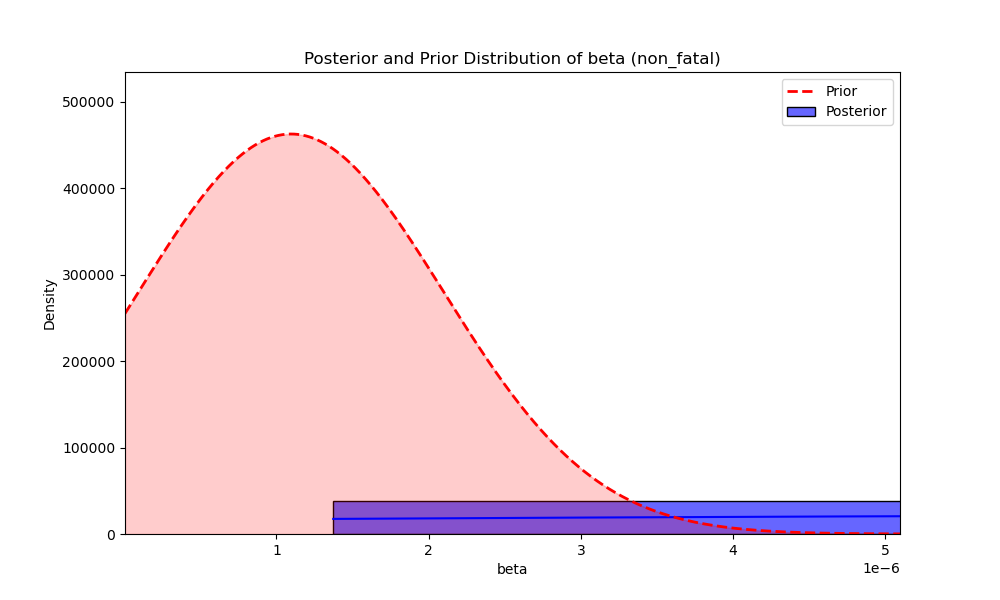 Posterior and Prior Distribution of beta (non_fatal)
Prior
Posterior
500000
400000
300000
200000
100000
0
Density
1
2
3
4
5
1e−6
beta